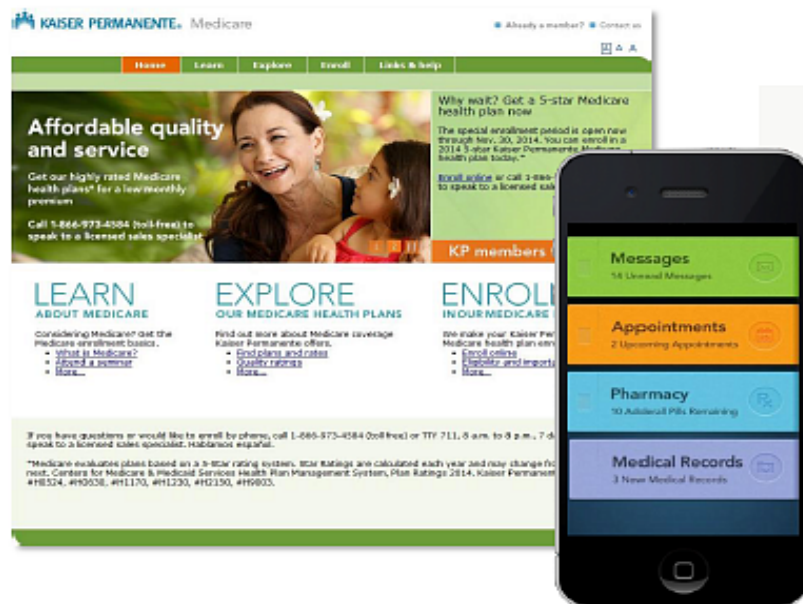 KAISER PERMANENTE® Medicare
Already a member?
Contact us
A A A
Home
Learn
Explore
Enroll
Links & help
Affordable quality
and service
Get our highly rated Medicare
health plans* for a low monthly
premium
Call 1-866-973-4584 (toll-free) to
speak to a licensed sales specialist
1 2 II
Why wait? Get a 5-star Medicare
health plan now
The special enrollment period is open now
through Nov. 30, 2014. You can enroll in a
2014 5-star Kaiser Permanente Medicare
health plan today.*
Enroll online or call 1-866-
to speak to a licensed sales
KP members
LEARN
ABOUT MEDICARE
Considering Medicare? Get the
Medicare enrollment basics.
What is Medicare?
Attend a seminar
More...
EXPLORE
OUR MEDICARE HEALTH PLANS
Find out more about Medicare coverage
Kaiser Permanente offers.
Find plans and rates
Quality ratings
More...
ENROLL
IN OUR MEDICARE
We make your Kaiser
Medicare health plan
Enroll online
Eligibility and
More...
If you have questions or would like to enroll by phone, call 1-866-973-4584 (toll free) or TTY 711, 8 a.m. to 8 p.m., 7
speak to a licensed sales specialist. Hablamos español.
*Medicare evaluates plans based on a 5-Star rating system. Star Ratings are calculated each year and may change
next. Centers for Medicare & Medicaid Services Health Plan Management System, Plan Ratings 2014. Kaiser Permanente
#H0524, #H0630, #H1170, #H1230, #H2150, #H9003.
Messages
14 Unread Messages
Appointments
2 Upcoming Appointments
Pharmacy
10 Adderall Pills Remaining
Rx
Medical Records
3 New Medical Records